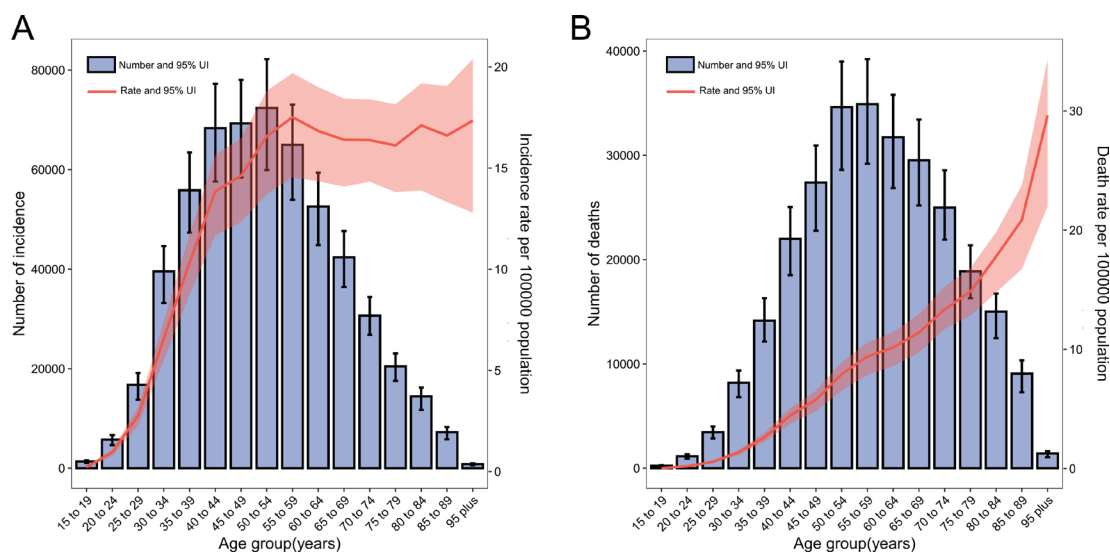 A
Number and 95% UI
Rate and 95% UI
Number of incidence
80000
60000
40000
20000
0
20
15
10
5
0
Incidence rate per 100000 population
15 to 19
20 to 24
25 to 29
30 to 34
35 to 39
40 to 44
45 to 49
50 to 54
55 to 59
60 to 64
65 to 69
70 to 74
75 to 79
80 to 84
85 to 89
95 plus
Age group(years)
B
Number and 95% UI
Rate and 95% UI
Number of deaths
40000
30000
20000
10000
0
30
20
10
0
Death rate per 100000 population
15 to 19
20 to 24
25 to 29
30 to 34
35 to 39
40 to 44
45 to 49
50 to 54
55 to 59
60 to 64
65 to 69
70 to 74
75 to 79
80 to 84
85 to 89
95 plus
Age group(years)